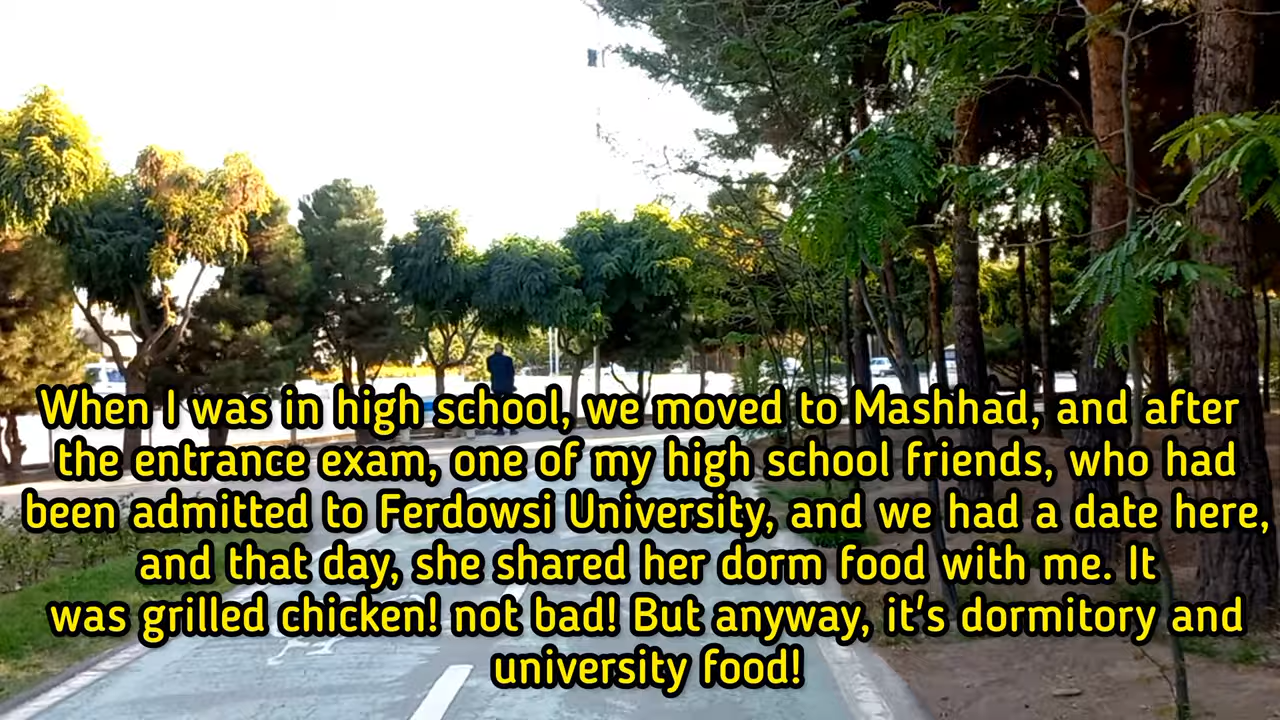 When I was in high school, we moved to Mashhad, and after
the entrance exam, one of my high school friends, who had
been admitted to Ferdowsi University, and we had a date here,
and that day, she shared her dorm food with me. It
was grilled chicken! not bad! But anyway, it's dormitory and
university food!